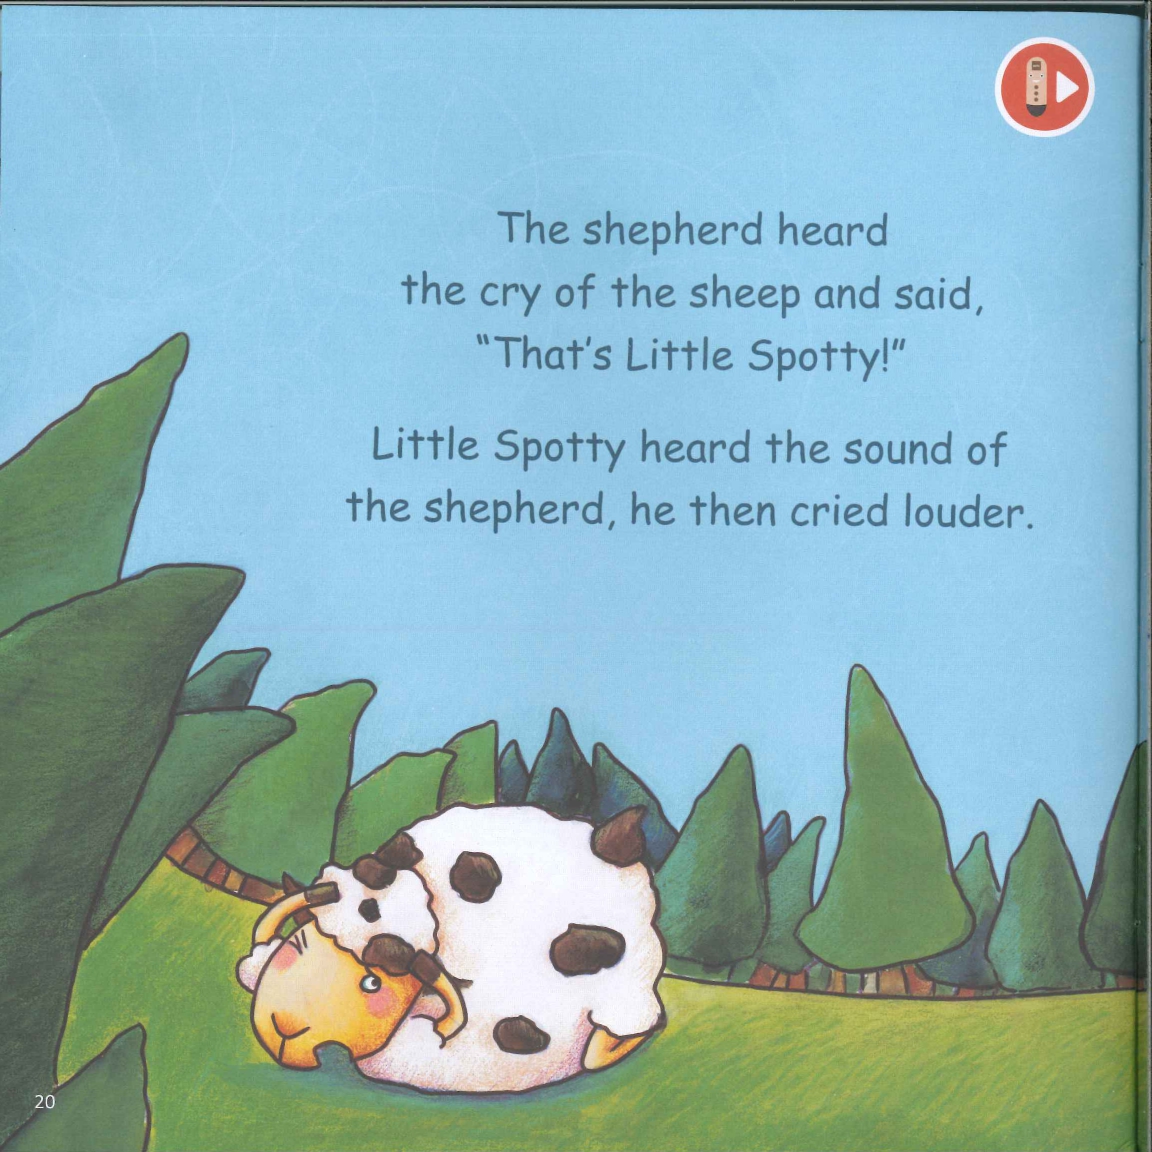 The shepherd heard
the cry of the sheep and said,
“That’s Little Spotty!”
Little Spotty heard the sound of
the shepherd, he then cried louder.
20